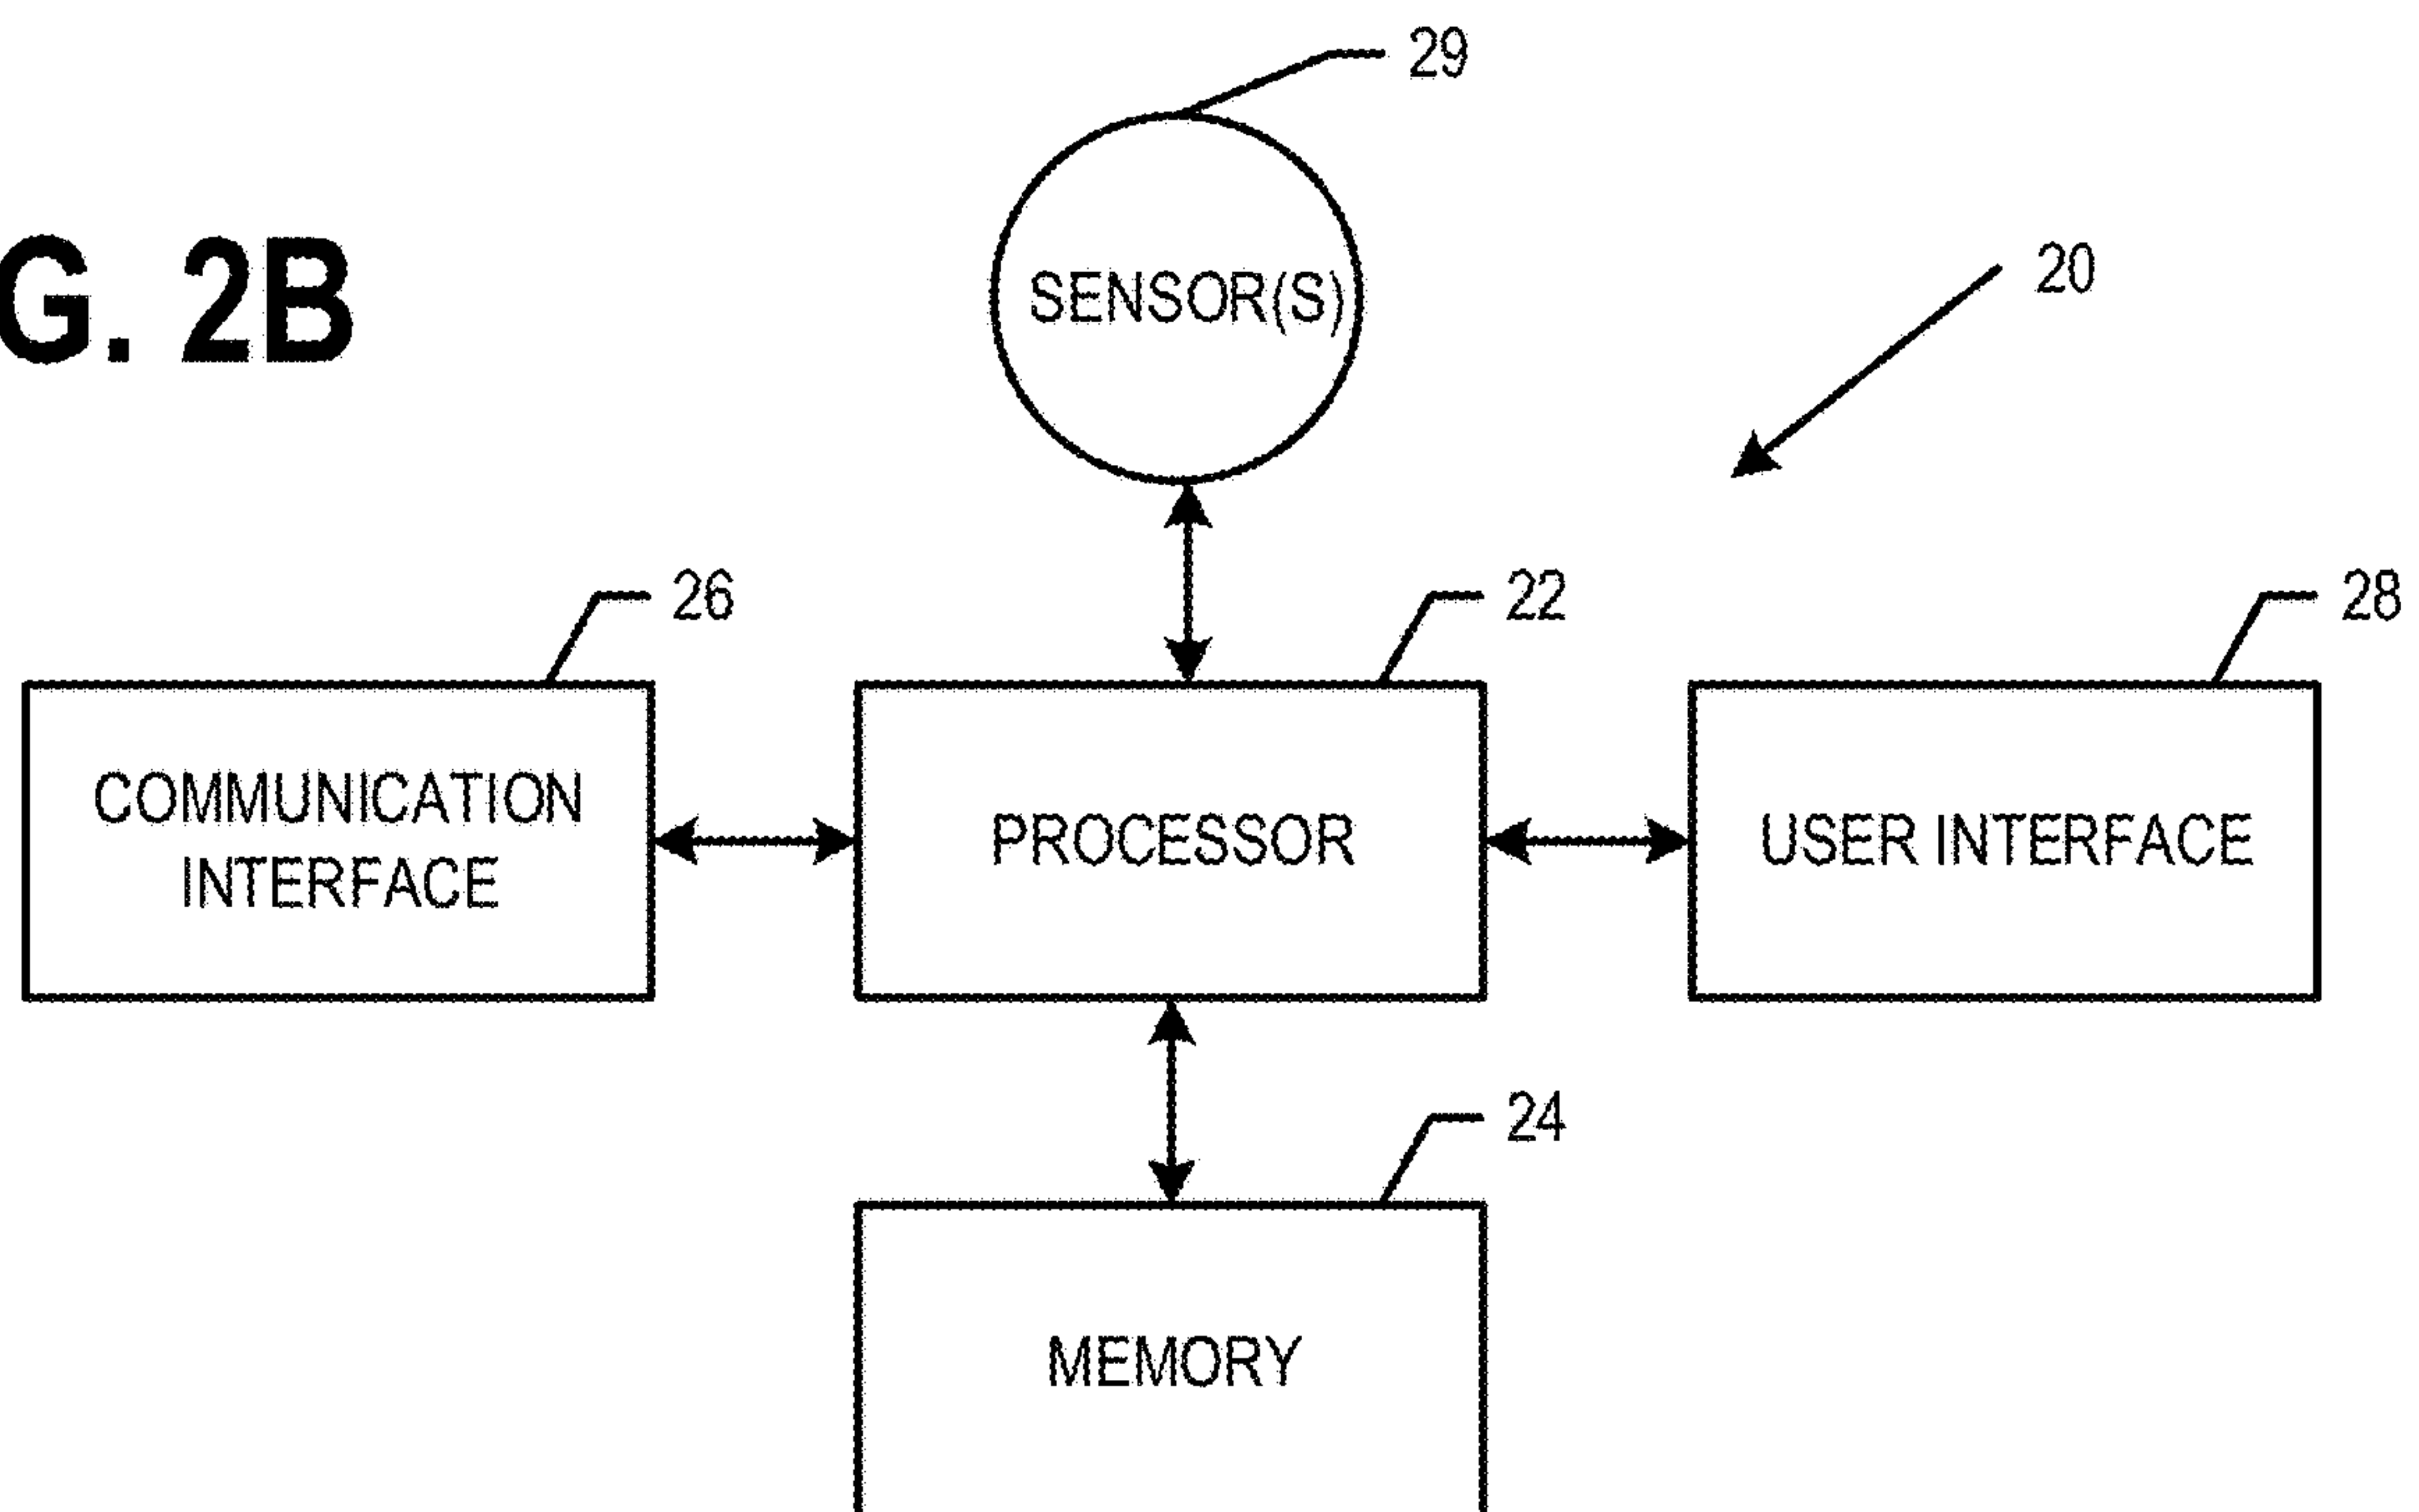 29
G. 2B
SENSOR(S)
20
26
22
28
COMMUNICATION
INTERFACE
PROCESSOR
USER INTERFACE
24
MEMORY